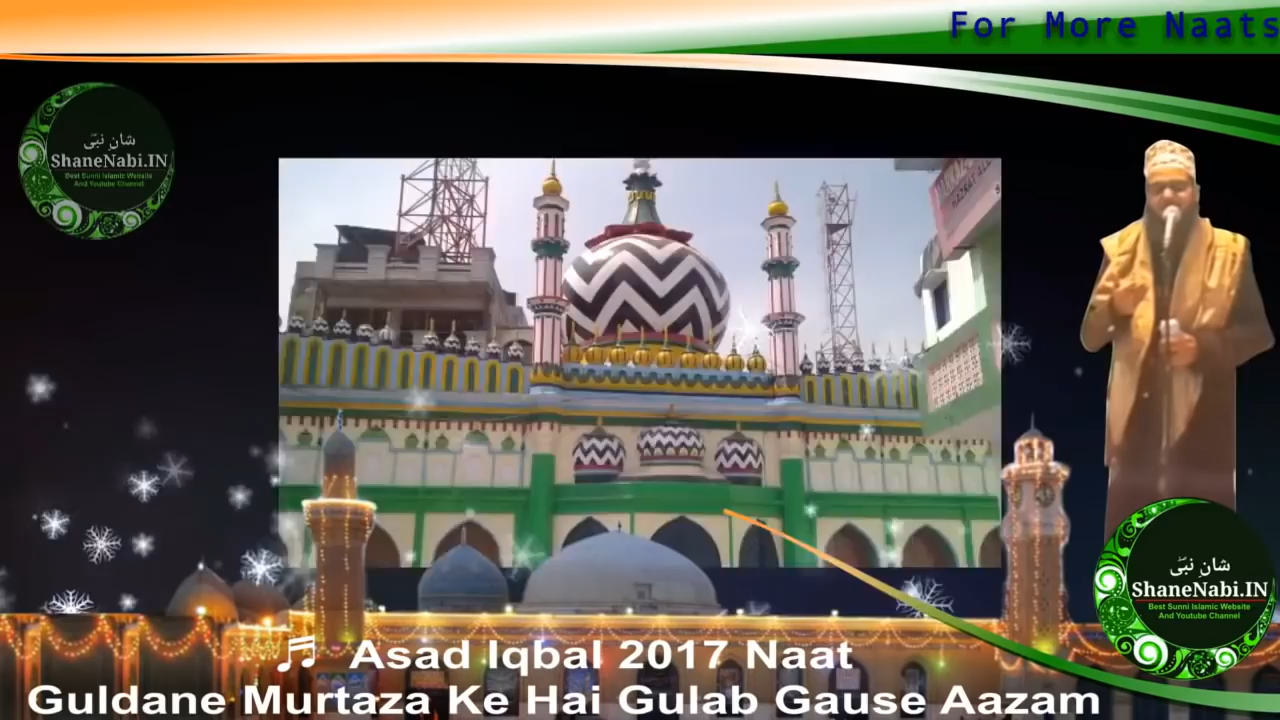 For More Naats
شانِ نبیؐ
ShaneNabi.IN
Best Sunni Islamic Website
And Youtube Channel
شانِ نبیؐ
ShaneNabi.IN
Best Sunni Islamic Website
And Youtube Channel
Asad Iqbal 2017 Naat
Guldane Murtaza Ke Hai Gulab Gause Aazam